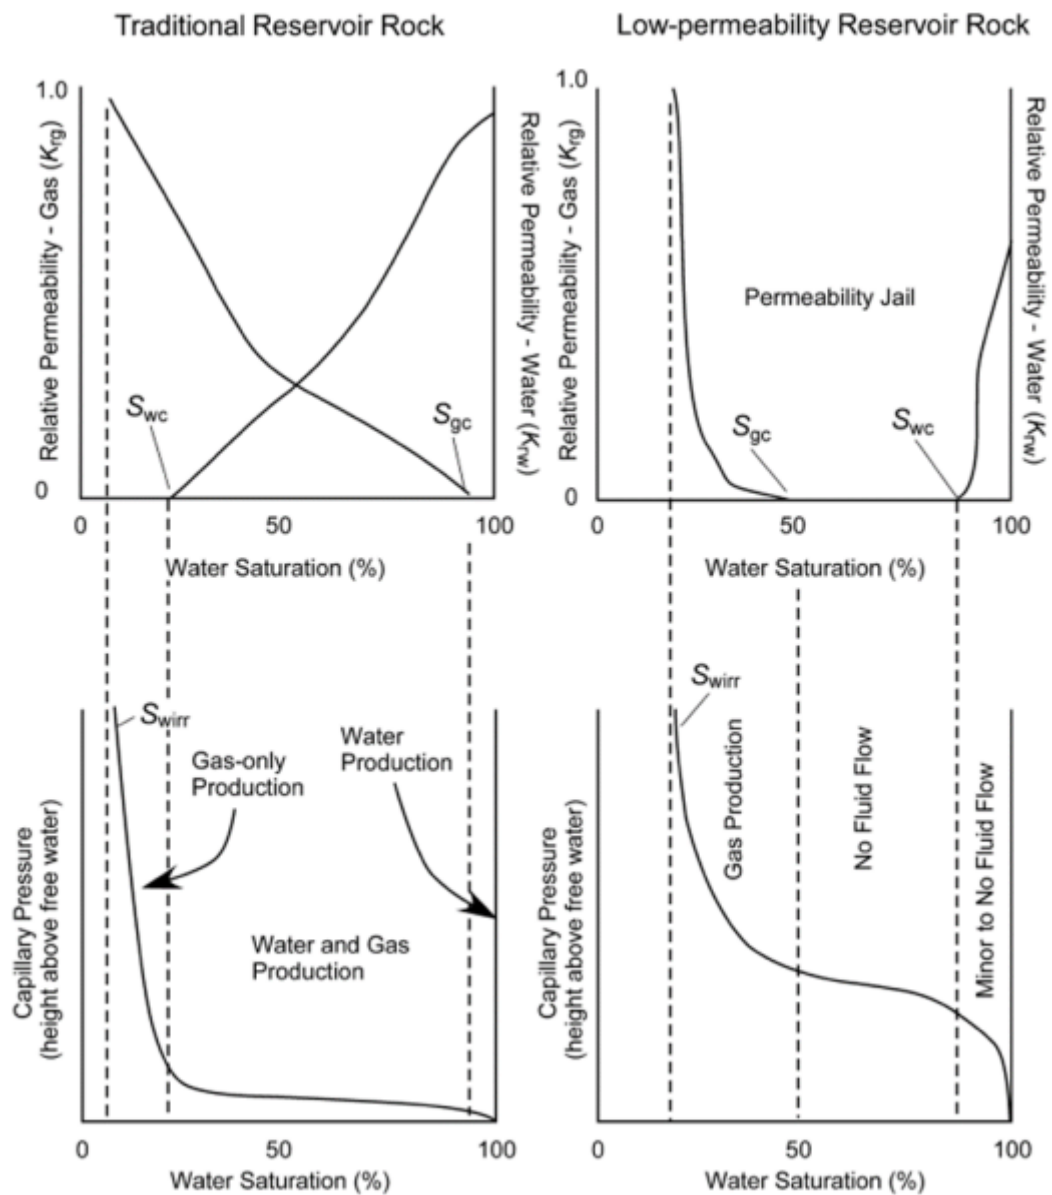 Traditional Reservoir Rock
Relative Permeability - Gas (Krg)
1.0
0
Swc
Sgc
Relative Permeability - Water (Krw)
0
50
100
Water Saturation (%)
Low-permeability Reservoir Rock
Relative Permeability - Gas (Krg)
1.0
0
Permeability Jail
Sgc
Swc
Relative Permeability - Water (Krw)
0
50
100
Water Saturation (%)
Capillary Pressure
(height above free water)
Swirr
Gas-only
Production
Water
Production
Water and Gas
Production
0
50
100
Water Saturation (%)
Capillary Pressure
(height above free water)
Swirr
Gas Production
No Fluid Flow
Minor to No Fluid Flow
0
50
100
Water Saturation (%)